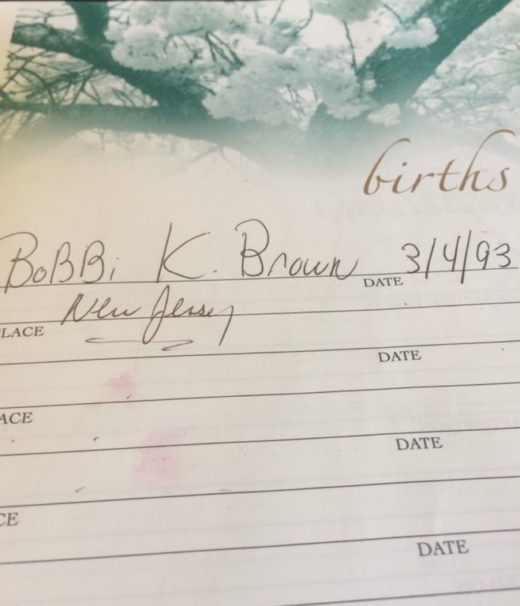 births
BoBBi K. Brown DATE 3/4/93
LACE New Jersey
DATE
ACE
DATE
CE
DATE